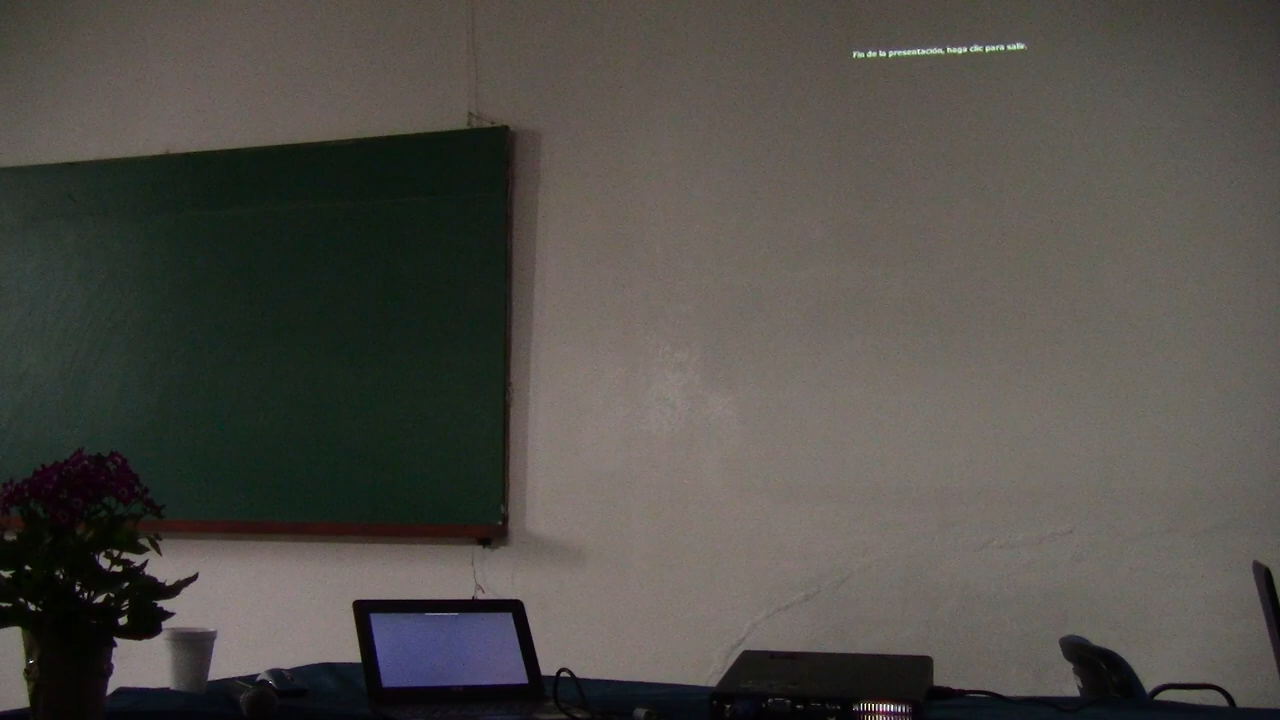 Fin de la presentación, haga clic para salir.